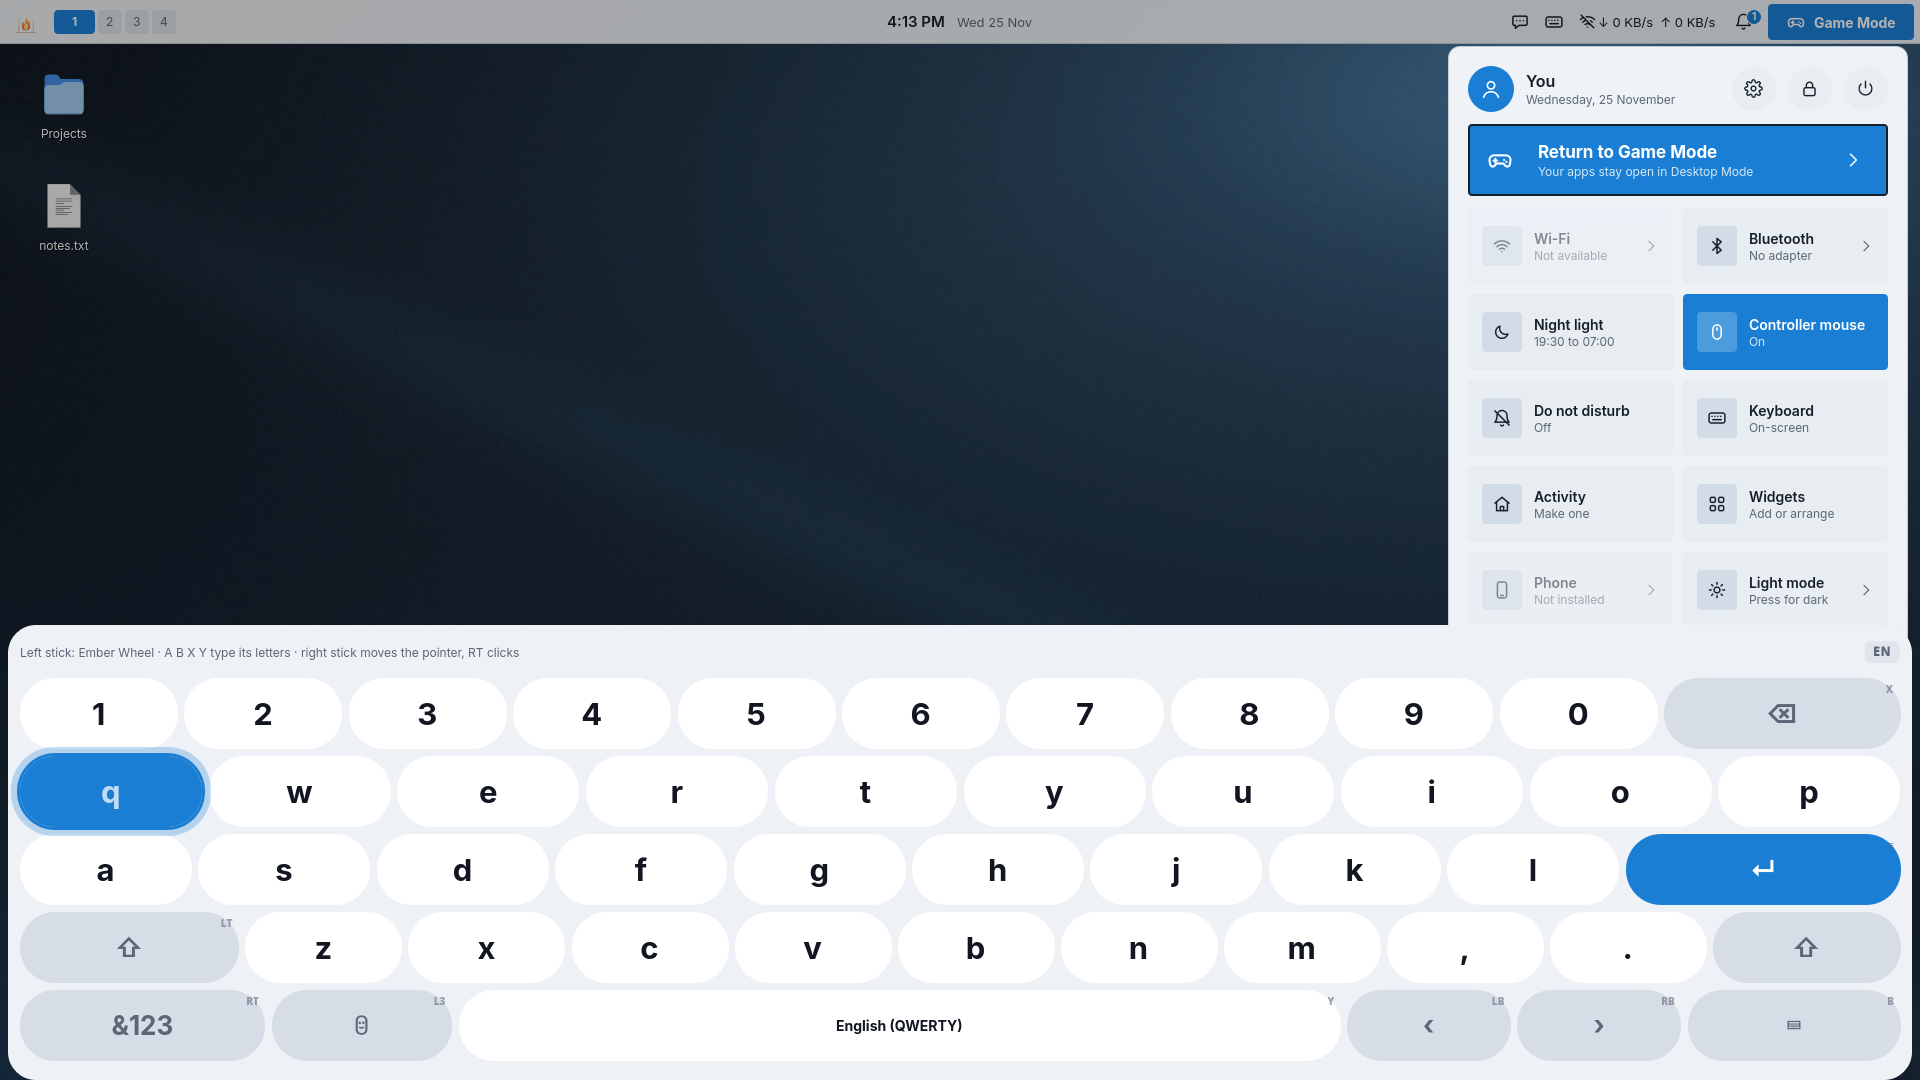 1 2 3 4
4:13 PM Wed 25 Nov
↓ 0 KB/s ↑ 0 KB/s
1
Game Mode
Projects
notes.txt
You
Wednesday, 25 November
Return to Game Mode
Your apps stay open in Desktop Mode
Wi-Fi
Not available
Bluetooth
No adapter
Night light
19:30 to 07:00
Controller mouse
On
Do not disturb
Off
Keyboard
On-screen
Activity
Make one
Widgets
Add or arrange
Phone
Not installed
Light mode
Press for dark
Left stick: Ember Wheel · A B X Y type its letters · right stick moves the pointer, RT clicks
EN
1 2 3 4 5 6 7 8 9 0 X
q w e r t y u i o p
a s d f g h j k l
LT z x c v b n m , .
&123 RT L3 English (QWERTY) Y ‹ LB › RB B